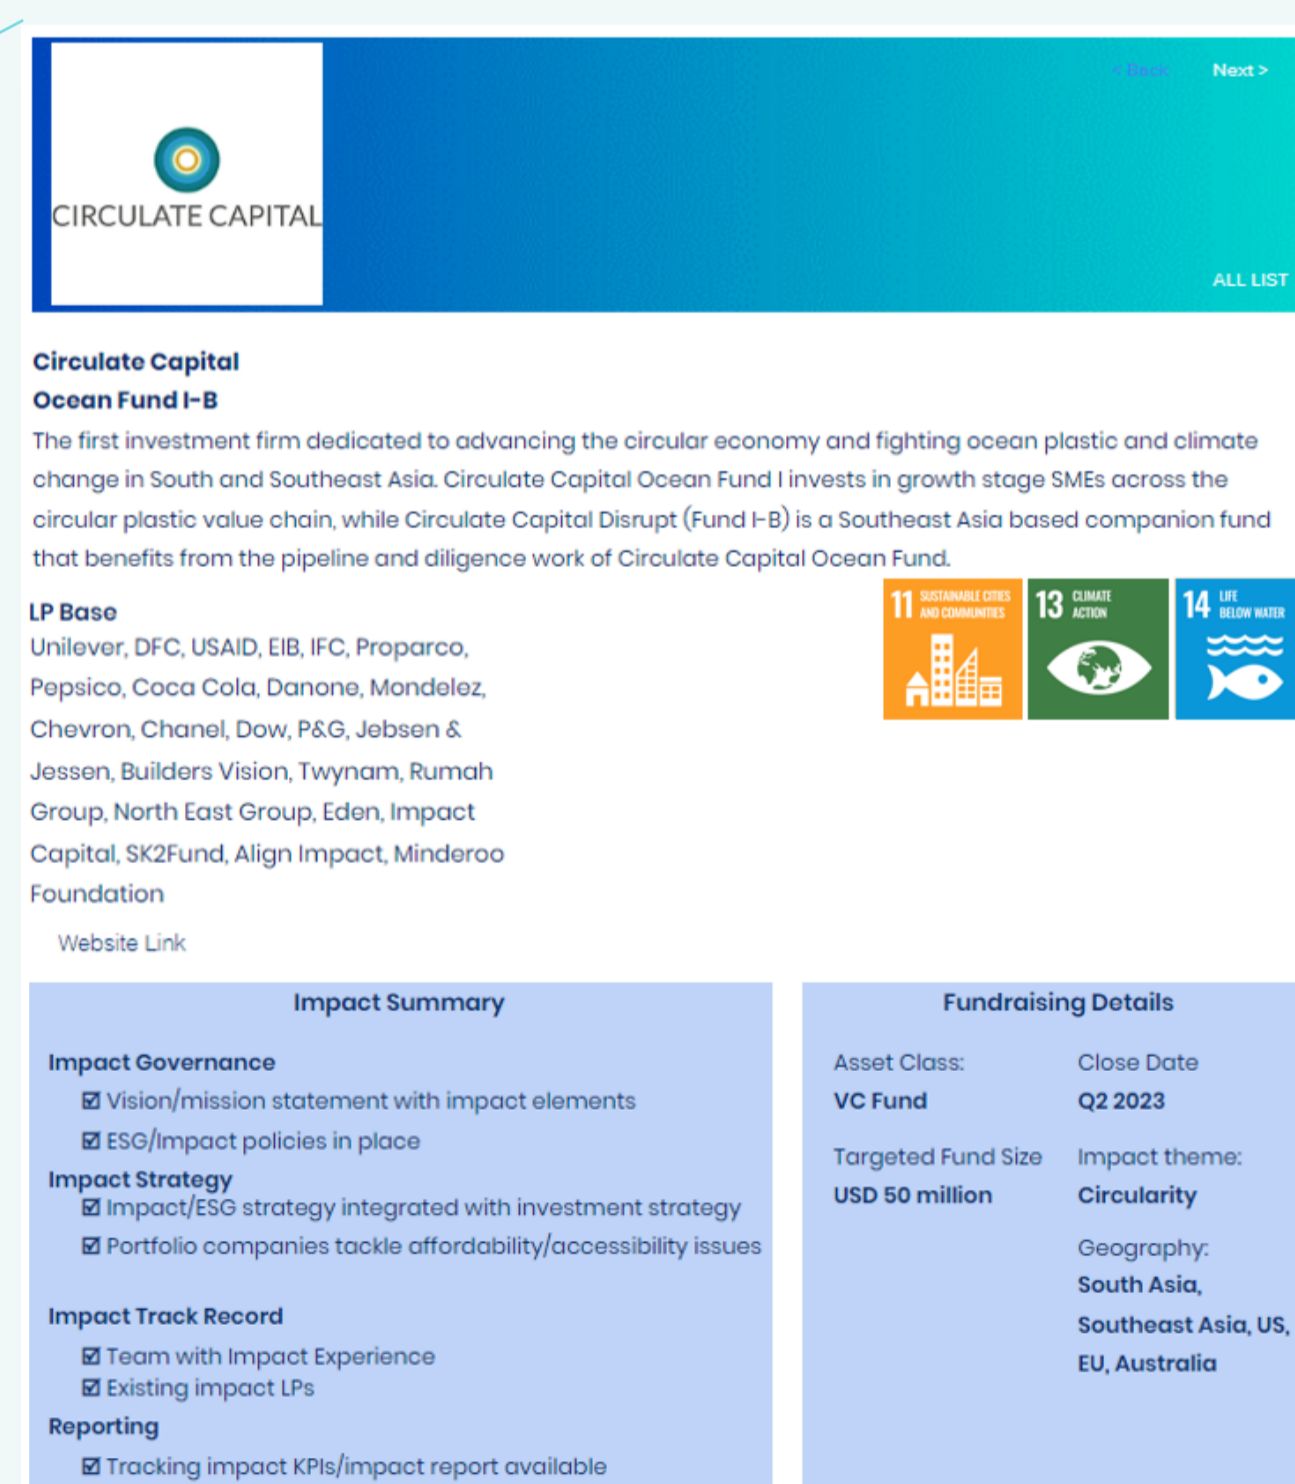 < Back Next >
CIRCULATE CAPITAL
ALL LIST
Circulate Capital
Ocean Fund I-B
The first investment firm dedicated to advancing the circular economy and fighting ocean plastic and climate
change in South and Southeast Asia. Circulate Capital Ocean Fund I invests in growth stage SMEs across the
circular plastic value chain, while Circulate Capital Disrupt (Fund I-B) is a Southeast Asia based companion fund
that benefits from the pipeline and diligence work of Circulate Capital Ocean Fund.
LP Base
Unilever, DFC, USAID, EIB, IFC, Proparco,
Pepsico, Coca Cola, Danone, Mondelez,
Chevron, Chanel, Dow, P&G, Jebsen &
Jessen, Builders Vision, Twynam, Rumah
Group, North East Group, Eden, Impact
Capital, SK2Fund, Align Impact, Minderoo
Foundation
11 SUSTAINABLE CITIES
AND COMMUNITIES
13 CLIMATE
ACTION
14 LIFE
BELOW WATER
Website Link
Impact Summary
Impact Governance
☑ Vision/mission statement with impact elements
☑ ESG/Impact policies in place
Impact Strategy
☑ Impact/ESG strategy integrated with investment strategy
☑ Portfolio companies tackle affordability/accessibility issues
Impact Track Record
☑ Team with Impact Experience
☑ Existing impact LPs
Reporting
☑ Tracking impact KPIs/impact report available
Fundraising Details
Asset Class:
VC Fund
Close Date
Q2 2023
Targeted Fund Size
USD 50 million
Impact theme:
Circularity
Geography:
South Asia,
Southeast Asia, US,
EU, Australia